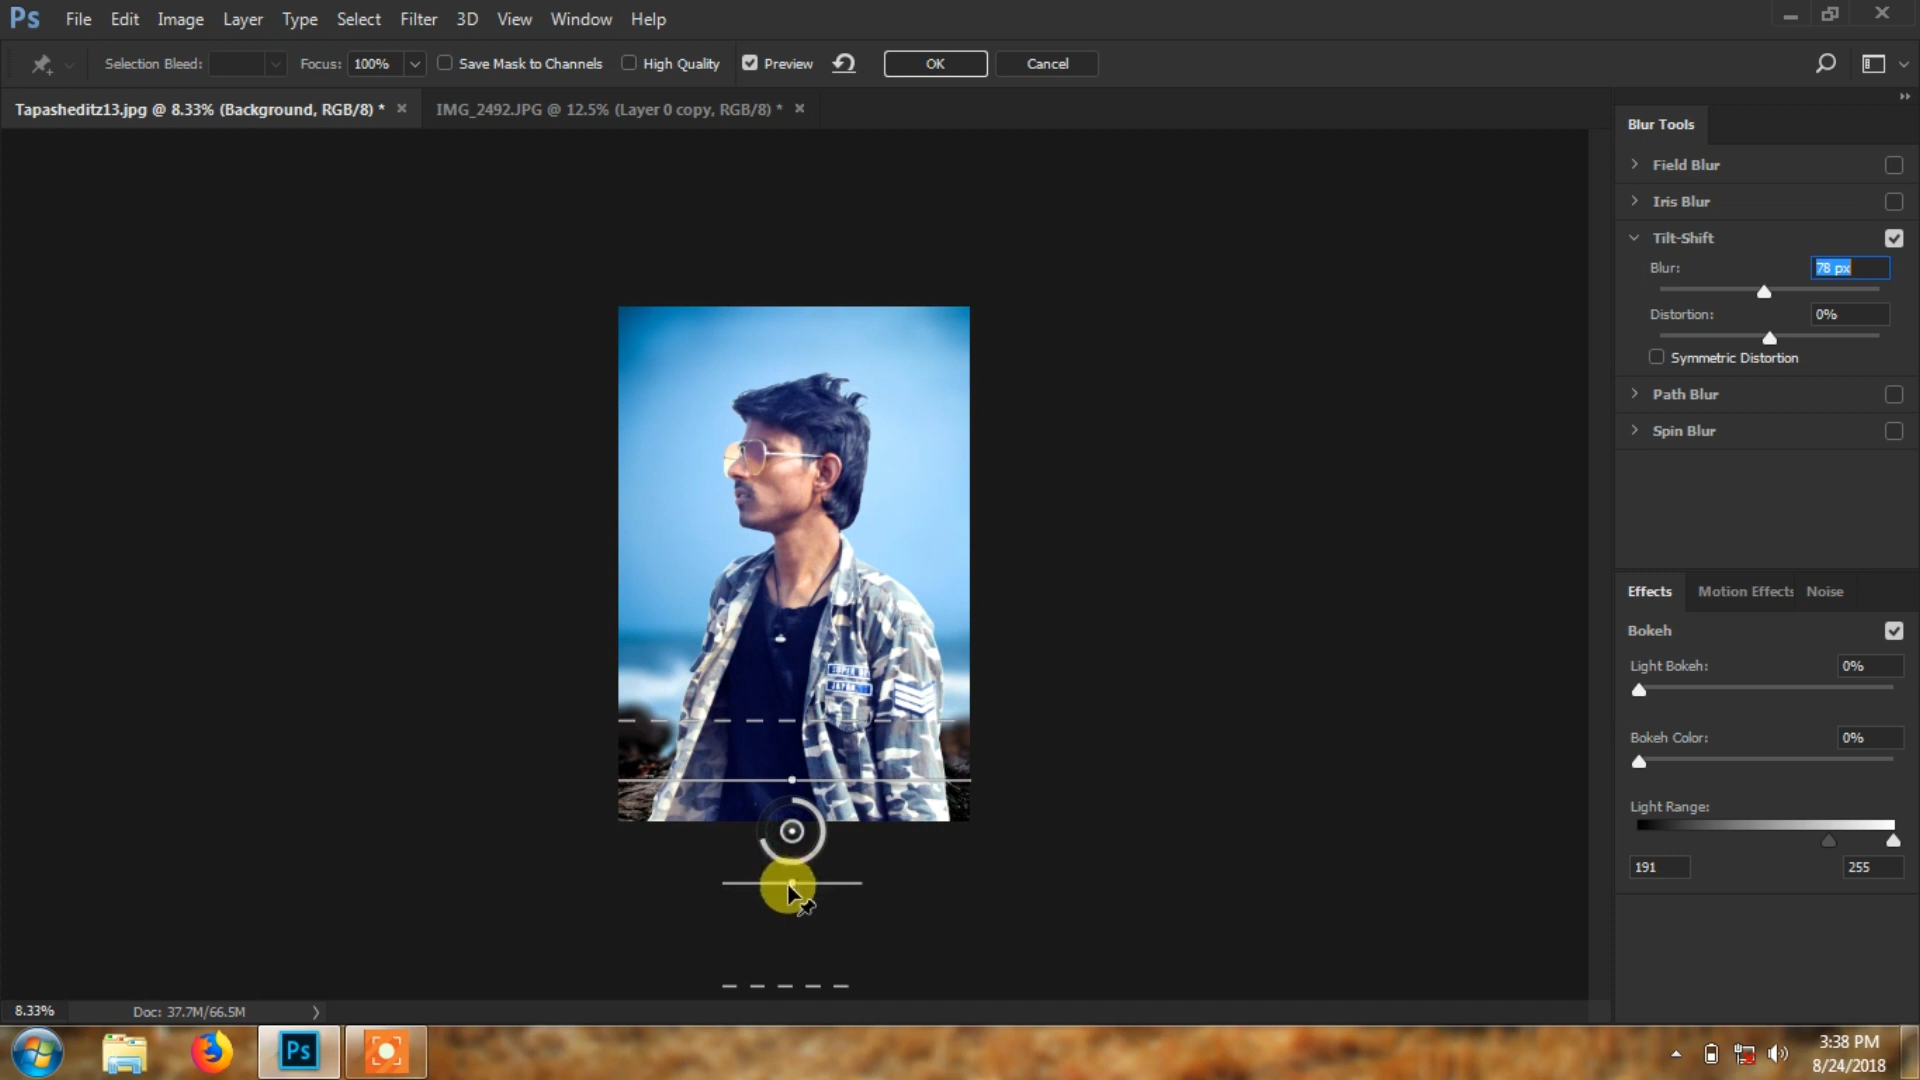 Ps File Edit Image Layer Type Select Filter 3D View Window Help
Selection Bleed: Focus: 100% Save Mask to Channels High Quality Preview OK Cancel
Tapasheditz13.jpg @ 8.33% (Background, RGB/8) * × IMG_2492.JPG @ 12.5% (Layer 0 copy, RGB/8) * ×
Blur Tools
Field Blur
Iris Blur
Tilt-Shift
Blur: 78 px
Distortion: 0%
Symmetric Distortion
Path Blur
Spin Blur
Effects Motion Effects Noise
Bokeh
Light Bokeh: 0%
Bokeh Color: 0%
Light Range:
191 255
JAPAN
8.33% Doc: 37.7M/66.5M
Ps
3:38 PM
8/24/2018